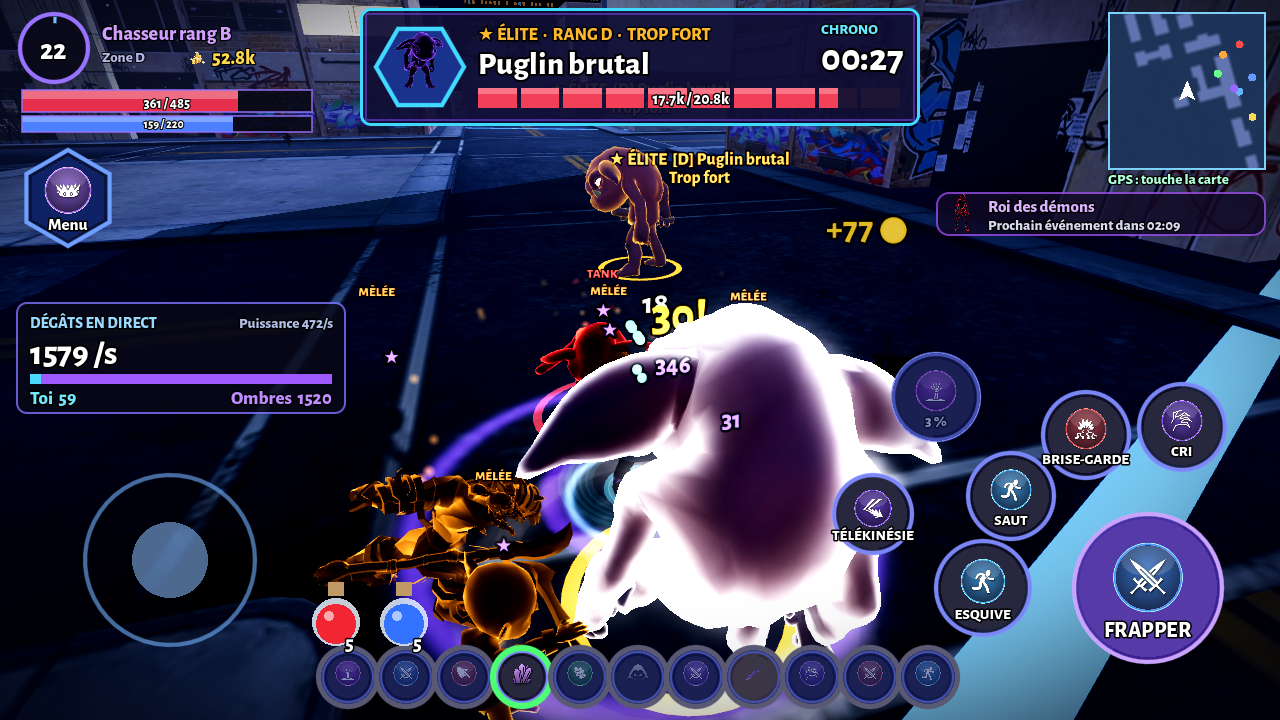 22
Chasseur rang B
Zone D
52.8k
361 / 485
159 / 220
★ ÉLITE · RANG D · TROP FORT
Puglin brutal
17.7k / 20.8k
CHRONO
00:27
GPS : touche la carte
Roi des démons
Prochain événement dans 02:09
Menu
★ ÉLITE [D] Puglin brutal
Trop fort
+77
TANK
MÊLÉE
MÊLÉE
MÊLÉE
18
30!
346
31
MÊLÉE
DÉGÂTS EN DIRECT
Puissance 472/s
1579 /s
Toi 59
Ombres 1520
3%
BRISE-GARDE
CRI
SAUT
TÉLÉKINÉSIE
ESQUIVE
FRAPPER
5
5